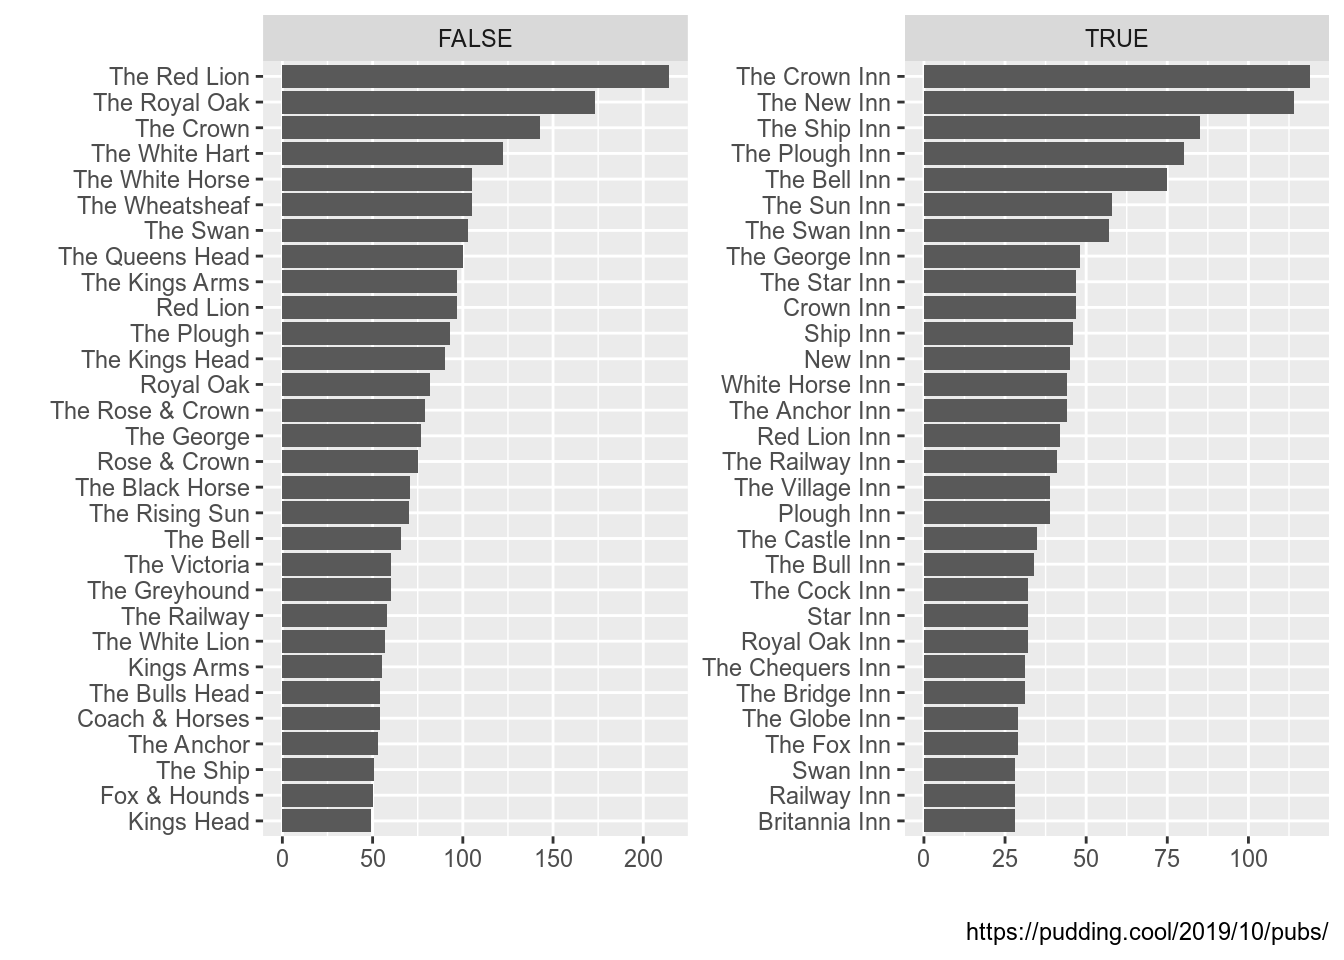 FALSE
The Red Lion
The Royal Oak
The Crown
The White Hart
The White Horse
The Wheatsheaf
The Swan
The Queens Head
The Kings Arms
Red Lion
The Plough
The Kings Head
Royal Oak
The Rose & Crown
The George
Rose & Crown
The Black Horse
The Rising Sun
The Bell
The Victoria
The Greyhound
The Railway
The White Lion
Kings Arms
The Bulls Head
Coach & Horses
The Anchor
The Ship
Fox & Hounds
Kings Head
0 50 100 150 200
TRUE
The Crown Inn
The New Inn
The Ship Inn
The Plough Inn
The Bell Inn
The Sun Inn
The Swan Inn
The George Inn
The Star Inn
Crown Inn
Ship Inn
New Inn
White Horse Inn
The Anchor Inn
Red Lion Inn
The Railway Inn
The Village Inn
Plough Inn
The Castle Inn
The Bull Inn
The Cock Inn
Star Inn
Royal Oak Inn
The Chequers Inn
The Bridge Inn
The Globe Inn
The Fox Inn
Swan Inn
Railway Inn
Britannia Inn
0 25 50 75 100
https://pudding.cool/2019/10/pubs/